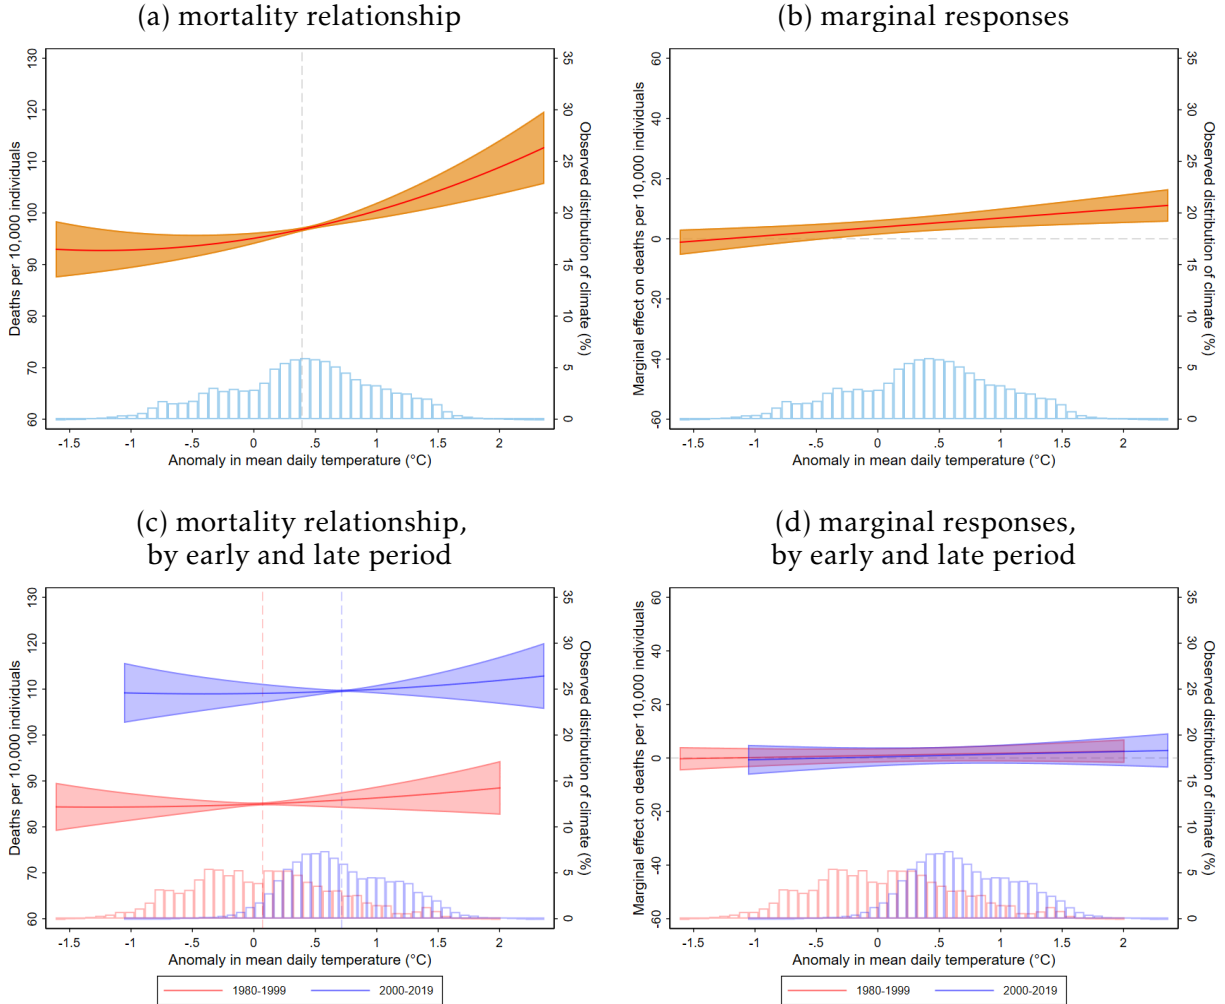 (a) mortality relationship
(b) marginal responses
Deaths per 10,000 individuals
60 70 80 90 100 110 120 130
Observed distribution of climate (%)
0 5 10 15 20 25 30 35
-1.5 -1 -.5 0 .5 1 1.5 2
Anomaly in mean daily temperature (°C)
Marginal effect on deaths per 10,000 individuals
-60 -40 -20 0 20 40 60
Observed distribution of climate (%)
0 5 10 15 20 25 30 35
-1.5 -1 -.5 0 .5 1 1.5 2
Anomaly in mean daily temperature (°C)
(c) mortality relationship,
by early and late period
(d) marginal responses,
by early and late period
Deaths per 10,000 individuals
60 70 80 90 100 110 120 130
Observed distribution of climate (%)
0 5 10 15 20 25 30 35
-1.5 -1 -.5 0 .5 1 1.5 2
Anomaly in mean daily temperature (°C)
1980-1999 2000-2019
Marginal effect on deaths per 10,000 individuals
-60 -40 -20 0 20 40 60
Observed distribution of climate (%)
0 5 10 15 20 25 30 35
-1.5 -1 -.5 0 .5 1 1.5 2
Anomaly in mean daily temperature (°C)
1980-1999 2000-2019